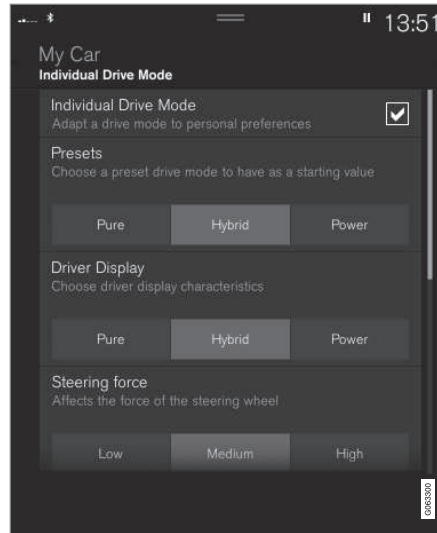 13:51
My Car
Individual Drive Mode
Individual Drive Mode
Adapt a drive mode to personal preferences
Presets
Choose a preset drive mode to have as a starting value
Pure Hybrid Power
Driver Display
Choose driver display characteristics
Pure Hybrid Power
Steering force
Affects the force of the steering wheel
Low Medium High
G063300